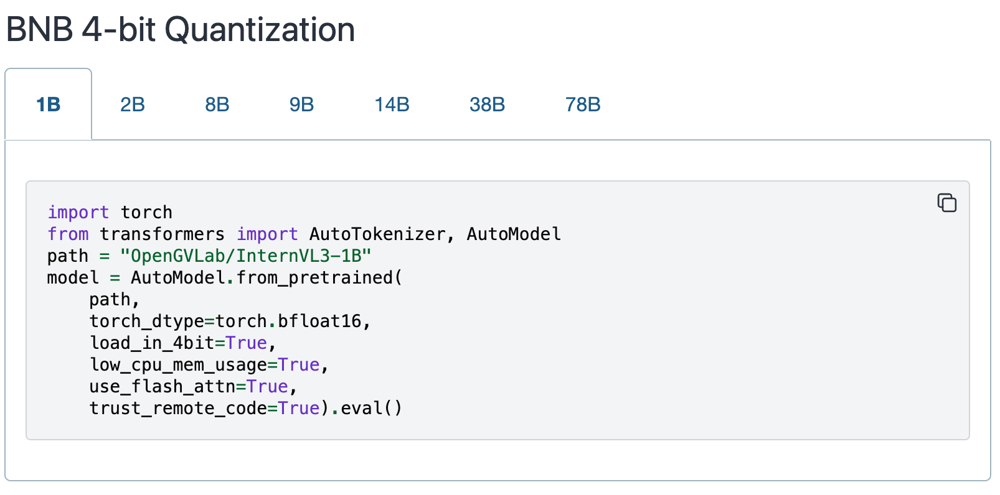 BNB 4-bit Quantization
1B 2B 8B 9B 14B 38B 78B
import torch
from transformers import AutoTokenizer, AutoModel
path = "OpenGVLab/InternVL3-1B"
model = AutoModel.from_pretrained(
    path,
    torch_dtype=torch.bfloat16,
    load_in_4bit=True,
    low_cpu_mem_usage=True,
    use_flash_attn=True,
    trust_remote_code=True).eval()